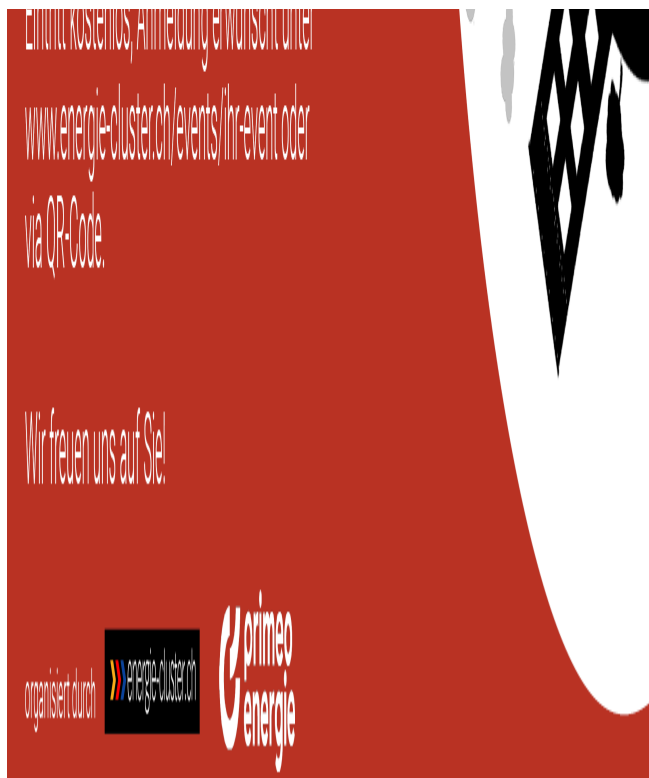 Eintritt kostenlos, Anmeldung erwünscht unter
www.energie-cluster.ch/events/ihr-event oder
via QR-Code.
Wir freuen uns auf Sie!
organisiert durch
energie-cluster.ch
primeo
energie